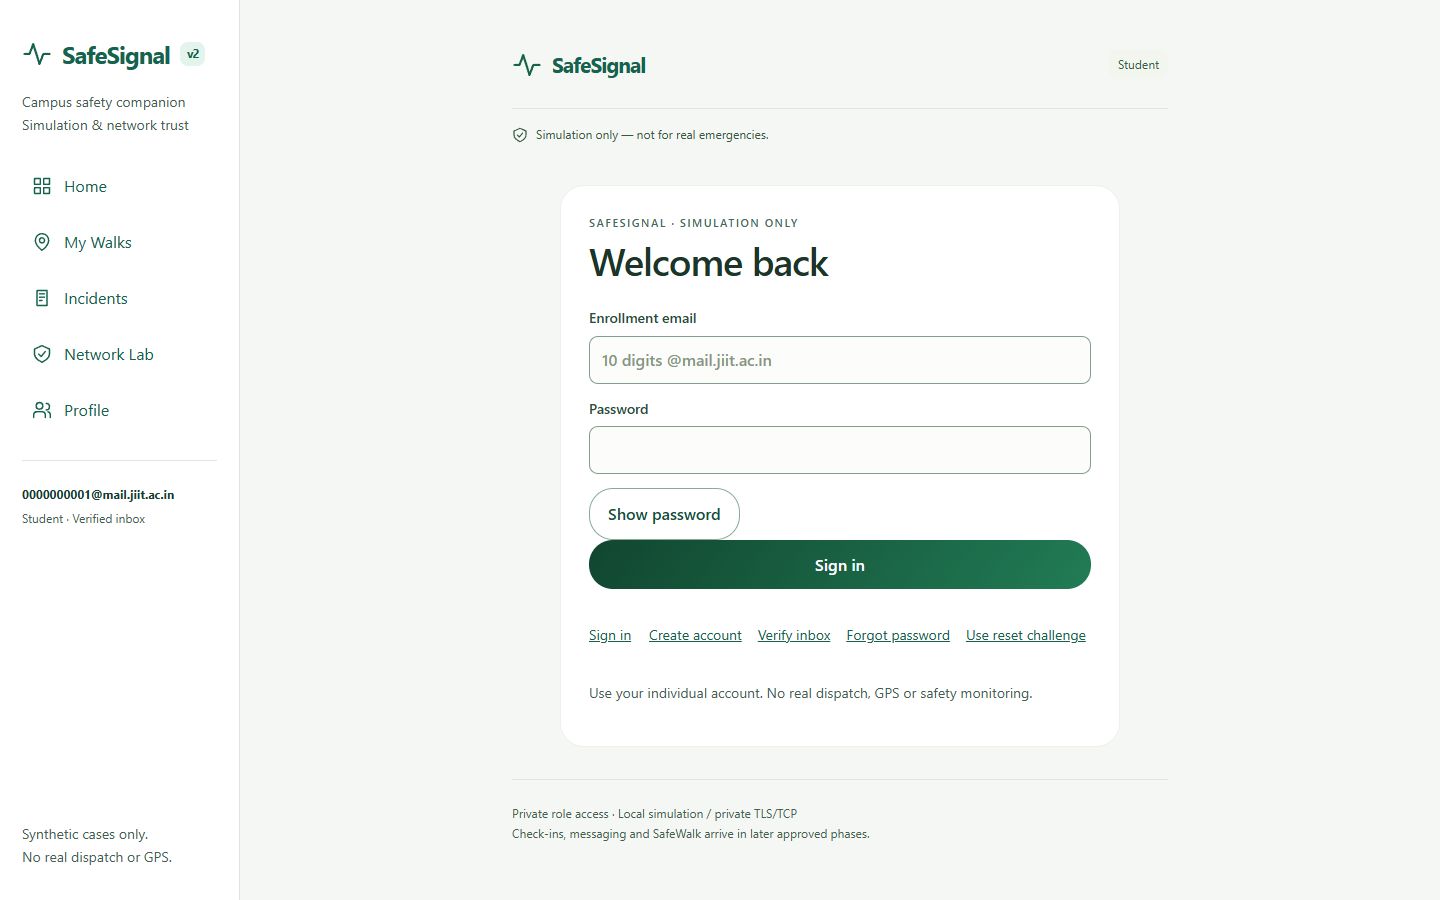 SafeSignal v2
Campus safety companion
Simulation & network trust
Home
My Walks
Incidents
Network Lab
Profile
0000000001@mail.jiit.ac.in
Student · Verified inbox
Synthetic cases only.
No real dispatch or GPS.
SafeSignal
Student
Simulation only — not for real emergencies.
SAFESIGNAL · SIMULATION ONLY
Welcome back
Enrollment email
10 digits @mail.jiit.ac.in
Password
Show password
Sign in
Sign in Create account Verify inbox Forgot password Use reset challenge
Use your individual account. No real dispatch, GPS or safety monitoring.
Private role access · Local simulation / private TLS/TCP
Check-ins, messaging and SafeWalk arrive in later approved phases.